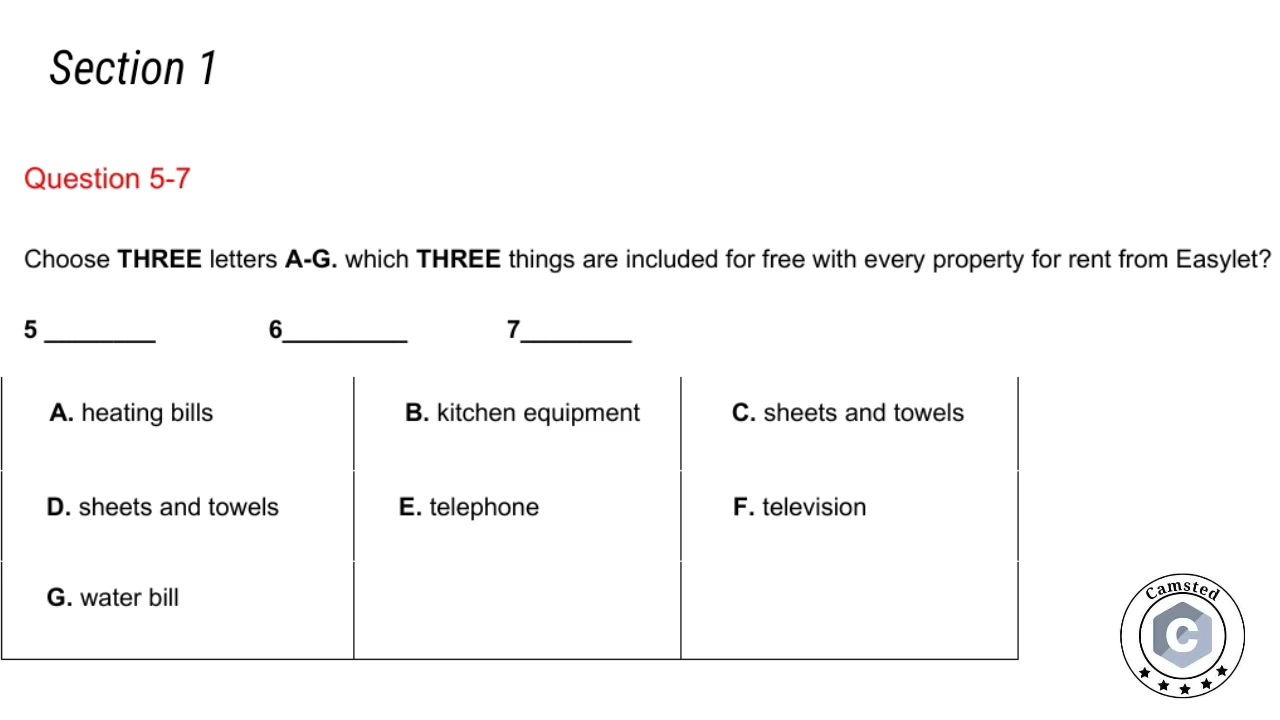 Section 1
Question 5-7
Choose THREE letters A-G. which THREE things are included for free with every property for rent from Easylet?
5 ________ 6_________ 7________
A. heating bills B. kitchen equipment C. sheets and towels
D. sheets and towels E. telephone F. television
G. water bill
Camsted
C